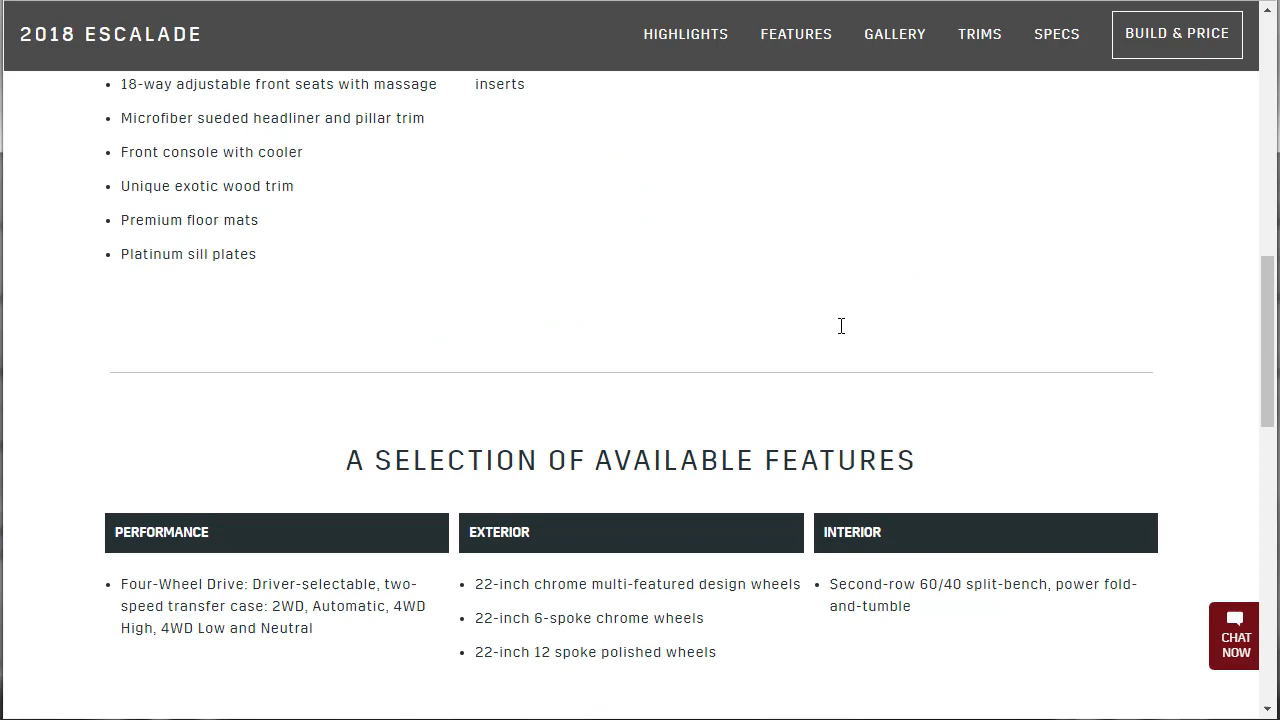 2018 ESCALADE
HIGHLIGHTS
FEATURES
GALLERY
TRIMS
SPECS
BUILD & PRICE
18-way adjustable front seats with massage
Microfiber sueded headliner and pillar trim
Front console with cooler
Unique exotic wood trim
Premium floor mats
Platinum sill plates
inserts
A SELECTION OF AVAILABLE FEATURES
PERFORMANCE
Four-Wheel Drive: Driver-selectable, two-
speed transfer case: 2WD, Automatic, 4WD
High, 4WD Low and Neutral
EXTERIOR
22-inch chrome multi-featured design wheels
22-inch 6-spoke chrome wheels
22-inch 12 spoke polished wheels
INTERIOR
Second-row 60/40 split-bench, power fold-
and-tumble
CHAT
NOW